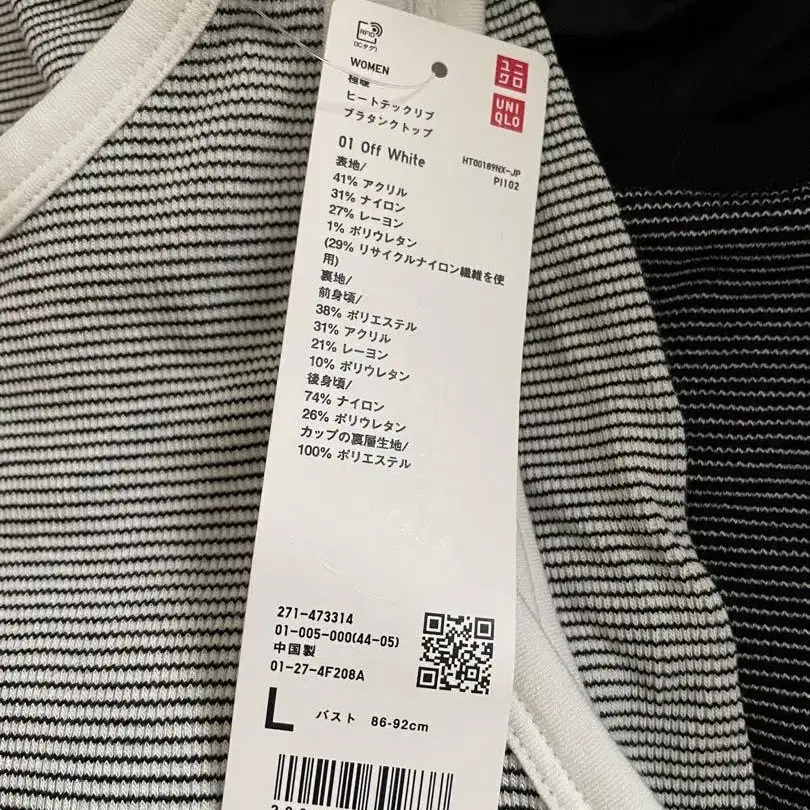 RFID
(ICタグ)
ユニ
クロ
UNI
QLO
WOMEN
極暖
ヒートテックリブ
ブラタンクトップ
01 Off White
HT00189NX-JP
P1102
表地/
41% アクリル
31% ナイロン
27% レーヨン
1% ポリウレタン
(29% リサイクルナイロン繊維を使
用)
裏地/
前身頃/
38% ポリエステル
31% アクリル
21% レーヨン
10% ポリウレタン
後身頃/
74% ナイロン
26% ポリウレタン
カップの裏層生地/
100% ポリエステル
271-473314
01-005-000(44-05)
中国製
01-27-4F208A
L バスト 86-92cm